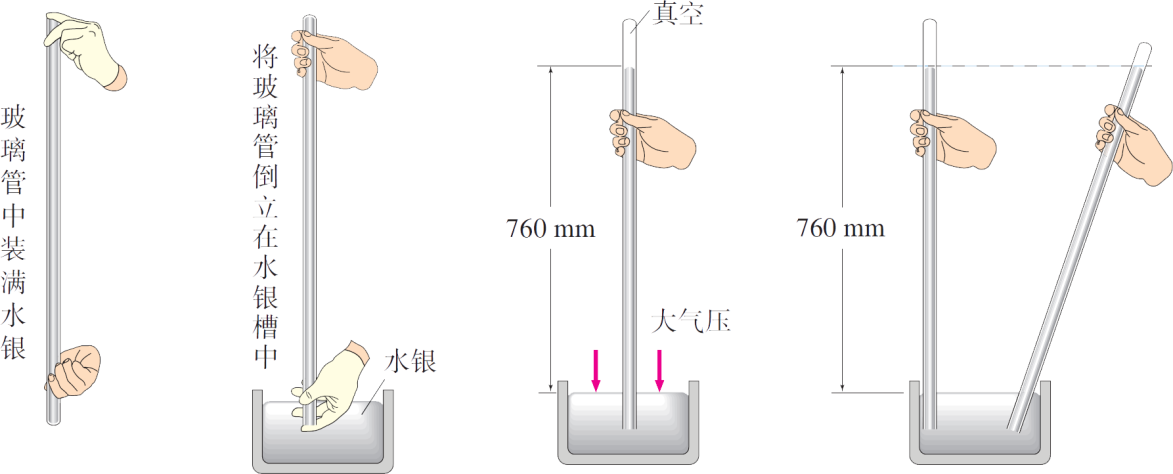 玻璃管中装满水银
将玻璃管倒立在水银槽中
水银
真空
760 mm
大气压
760 mm